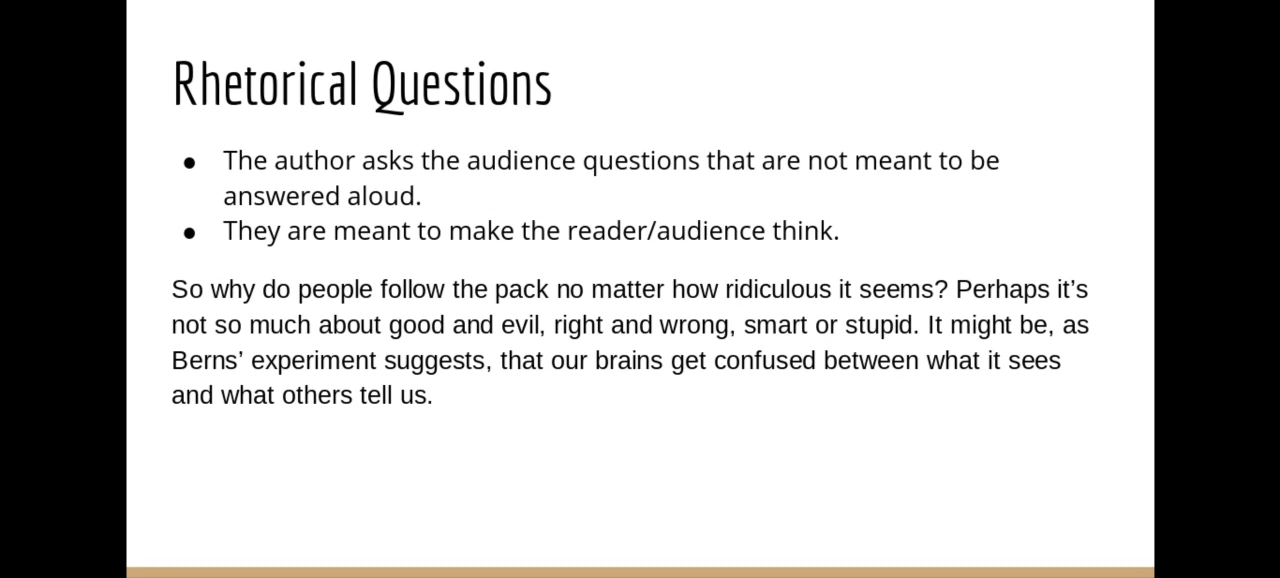 Rhetorical Questions
● The author asks the audience questions that are not meant to be
answered aloud.
● They are meant to make the reader/audience think.
So why do people follow the pack no matter how ridiculous it seems? Perhaps it’s
not so much about good and evil, right and wrong, smart or stupid. It might be, as
Berns’ experiment suggests, that our brains get confused between what it sees
and what others tell us.